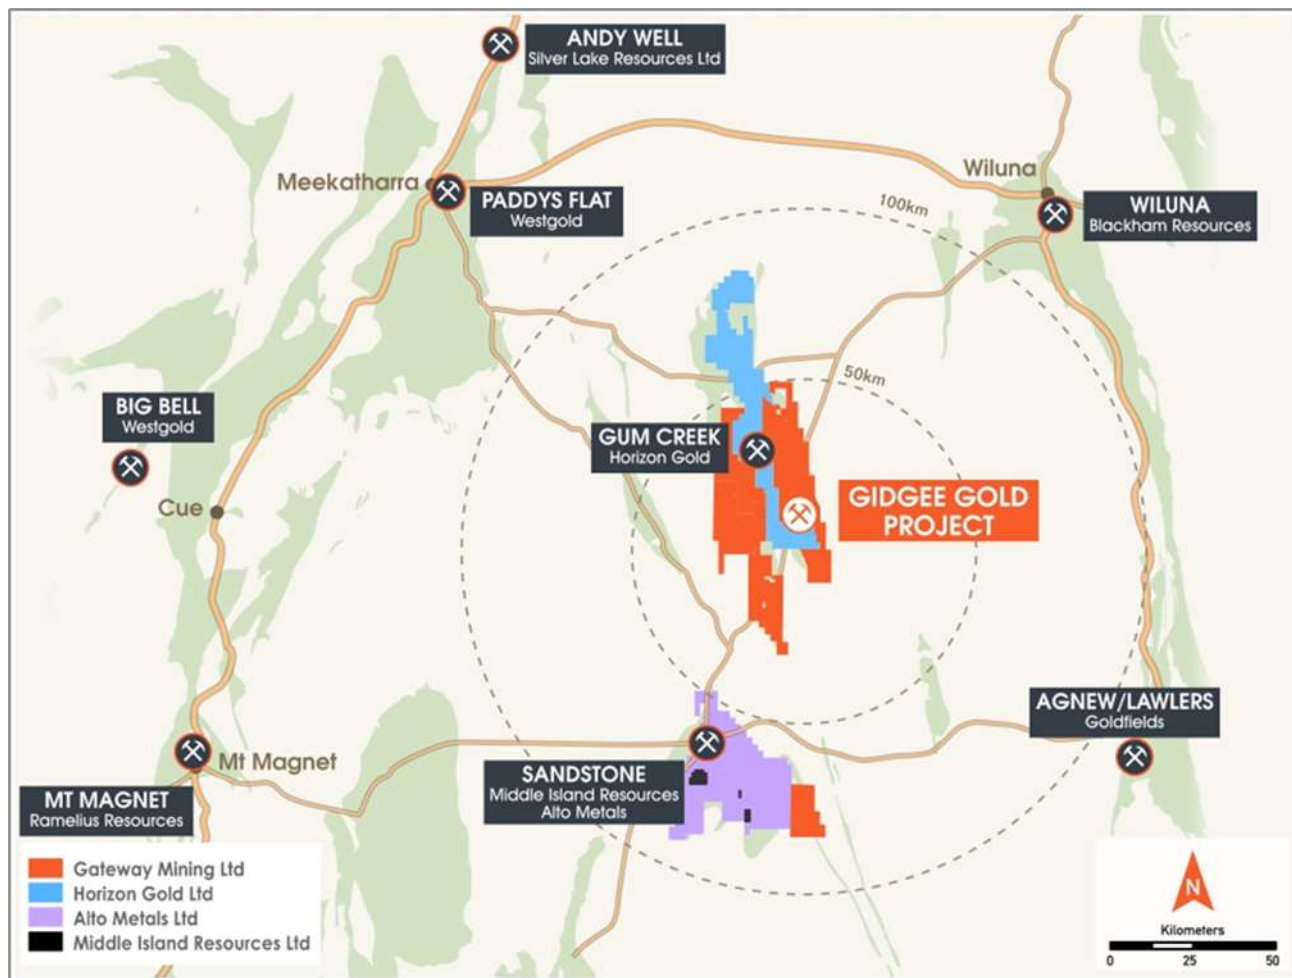 ANDY WELL
Silver Lake Resources Ltd
Meekatharra
PADDYS FLAT
Westgold
Wiluna
WILUNA
Blackham Resources
100km
50km
BIG BELL
Westgold
GUM CREEK
Horizon Gold
GIDGEE GOLD
PROJECT
Cue
AGNEW/LAWLERS
Goldfields
Mt Magnet
MT MAGNET
Ramelius Resources
SANDSTONE
Middle Island Resources
Alto Metals
Gateway Mining Ltd
Horizon Gold Ltd
Alto Metals Ltd
Middle Island Resources Ltd
N
Kilometers
0 25 50